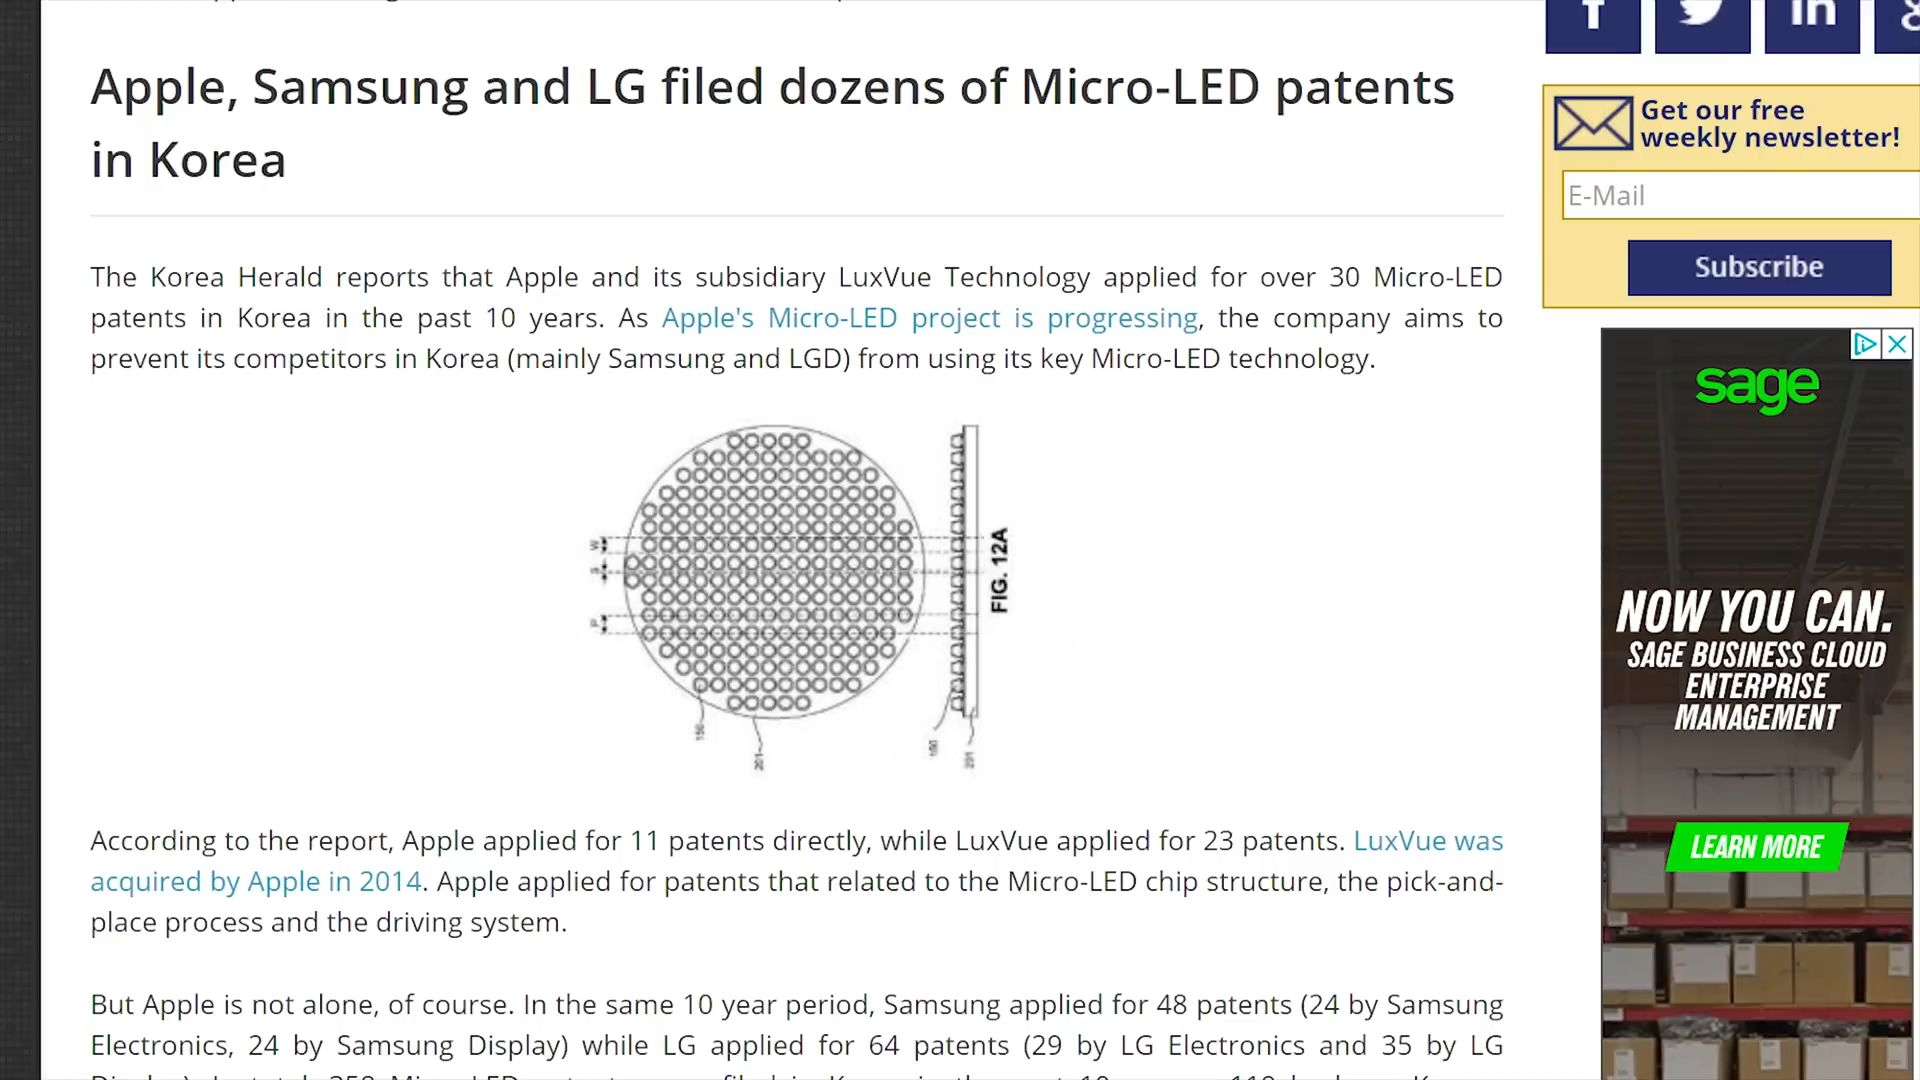 Apple, Samsung and LG filed dozens of Micro-LED patents
in Korea
The Korea Herald reports that Apple and its subsidiary LuxVue Technology applied for over 30 Micro-LED
patents in Korea in the past 10 years. As Apple's Micro-LED project is progressing, the company aims to
prevent its competitors in Korea (mainly Samsung and LGD) from using its key Micro-LED technology.
W
S
P
FIG. 12A
150
201
150
201
According to the report, Apple applied for 11 patents directly, while LuxVue applied for 23 patents. LuxVue was
acquired by Apple in 2014. Apple applied for patents that related to the Micro-LED chip structure, the pick-and-
place process and the driving system.
But Apple is not alone, of course. In the same 10 year period, Samsung applied for 48 patents (24 by Samsung
Electronics, 24 by Samsung Display) while LG applied for 64 patents (29 by LG Electronics and 35 by LG
Get our free
weekly newsletter!
E-Mail
Subscribe
sage
NOW YOU CAN.
SAGE BUSINESS CLOUD
ENTERPRISE
MANAGEMENT
LEARN MORE